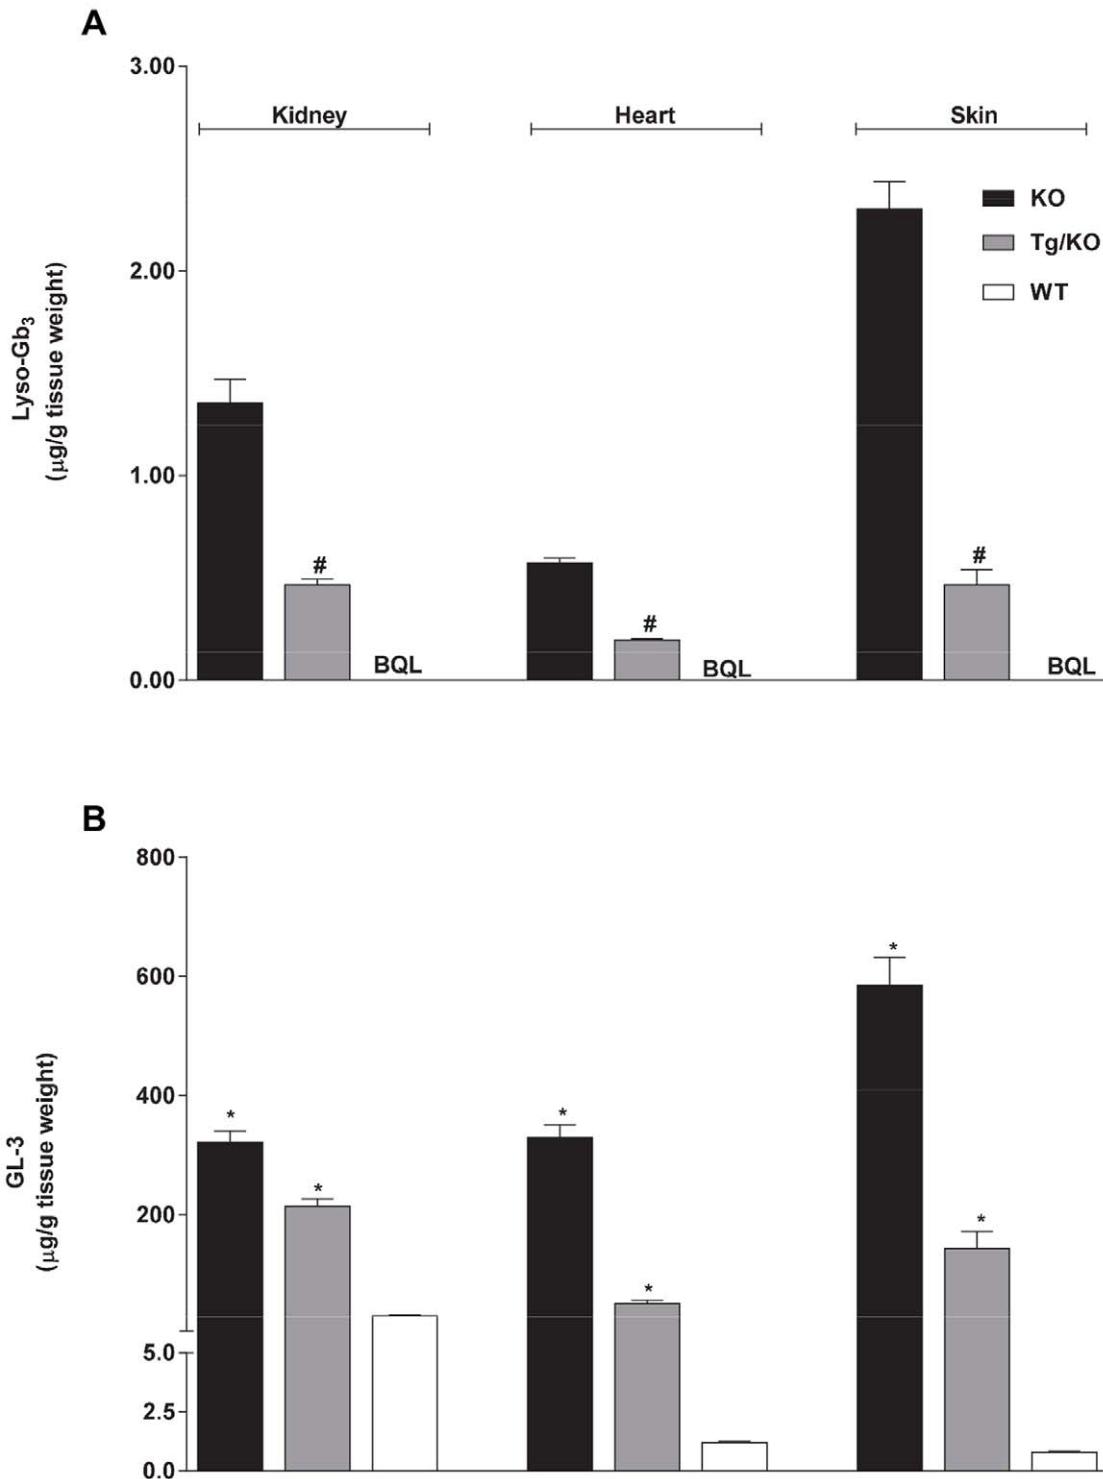 A
3.00
Kidney
Heart
Skin
KO
Tg/KO
WT
2.00
Lyso-Gb3
(µg/g tissue weight)
1.00
#
#
#
BQL
BQL
BQL
0.00
B
800
600
400
200
GL-3
(µg/g tissue weight)
*
*
*
*
*
*
5.0
2.5
0.0